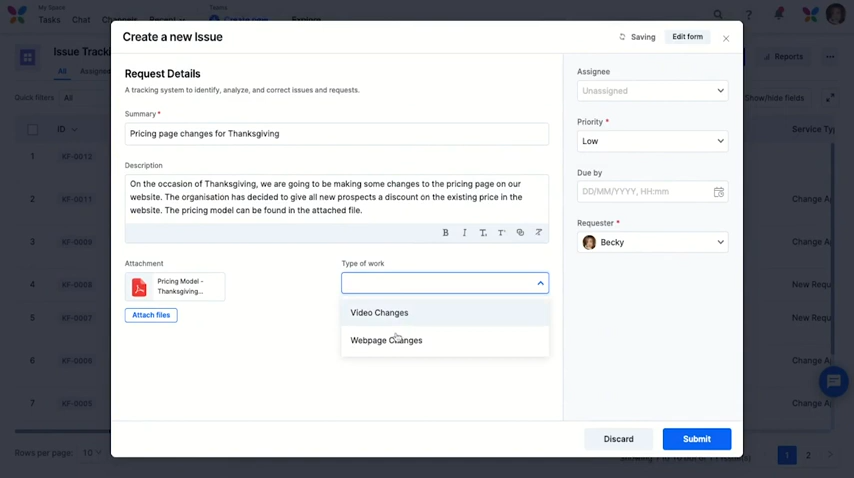 My Space
Tasks Chat Channels Recent
Teams
Create new Explore
Issue Tracki
All Assigned
Reports
Quick filters All
Show/hide fields
ID
Service Typ
1 KF-0012
2 KF-0011 Change A
3 KF-0009 Change A
4 KF-0008 New Requ
5 KF-0007 New Requ
6 KF-0006 Change A
7 KF-0005 Change A
Rows per page: 10
1 2
Create a new Issue
Saving
Edit form
Request Details
A tracking system to identify, analyze, and correct issues and requests.
Summary*
Pricing page changes for Thanksgiving
Description
On the occasion of Thanksgiving, we are going to be making some changes to the pricing page on our
website. The organisation has decided to give all new prospects a discount on the existing price in the
website. The pricing model can be found in the attached file.
Attachment
Pricing Model -
Thanksgiving...
Attach files
Type of work
Video Changes
Webpage Changes
Assignee
Unassigned
Priority *
Low
Due by
DD/MM/YYYY, HH:mm
Requester *
Becky
Discard
Submit